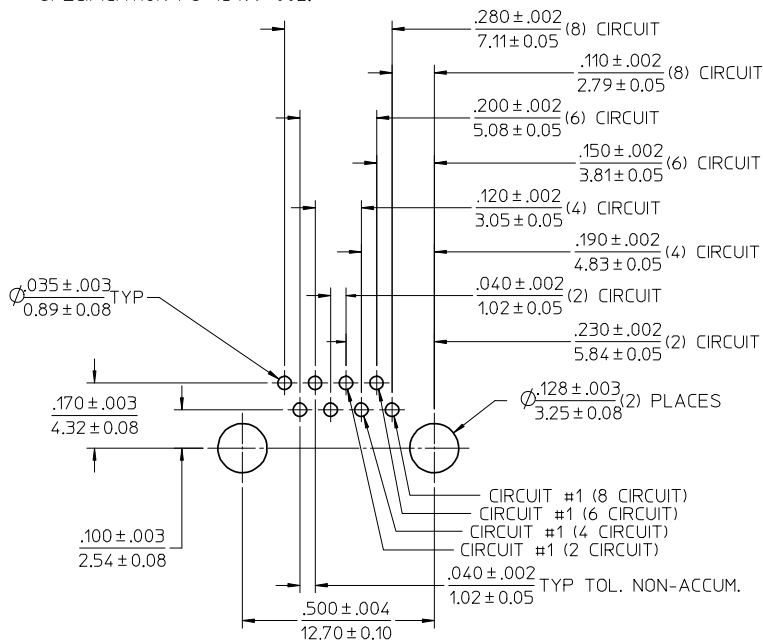 .280±.002
7.11±0.05 (8) CIRCUIT
.110±.002
2.79±0.05 (8) CIRCUIT
.200±.002
5.08±0.05 (6) CIRCUIT
.150±.002
3.81±0.05 (6) CIRCUIT
.120±.002
3.05±0.05 (4) CIRCUIT
.190±.002
4.83±0.05 (4) CIRCUIT
.040±.002
1.02±0.05 (2) CIRCUIT
Ø.035±.003
0.89±0.08 TYP
.230±.002
5.84±0.05 (2) CIRCUIT
.170±.003
4.32±0.08
Ø.128±.003
3.25±0.08 (2) PLACES
CIRCUIT #1 (8 CIRCUIT)
CIRCUIT #1 (6 CIRCUIT)
CIRCUIT #1 (4 CIRCUIT)
CIRCUIT #1 (2 CIRCUIT)
.100±.003
2.54±0.08
.040±.002
1.02±0.05 TYP TOL. NON-ACCUM.
.500±.004
12.70±0.10